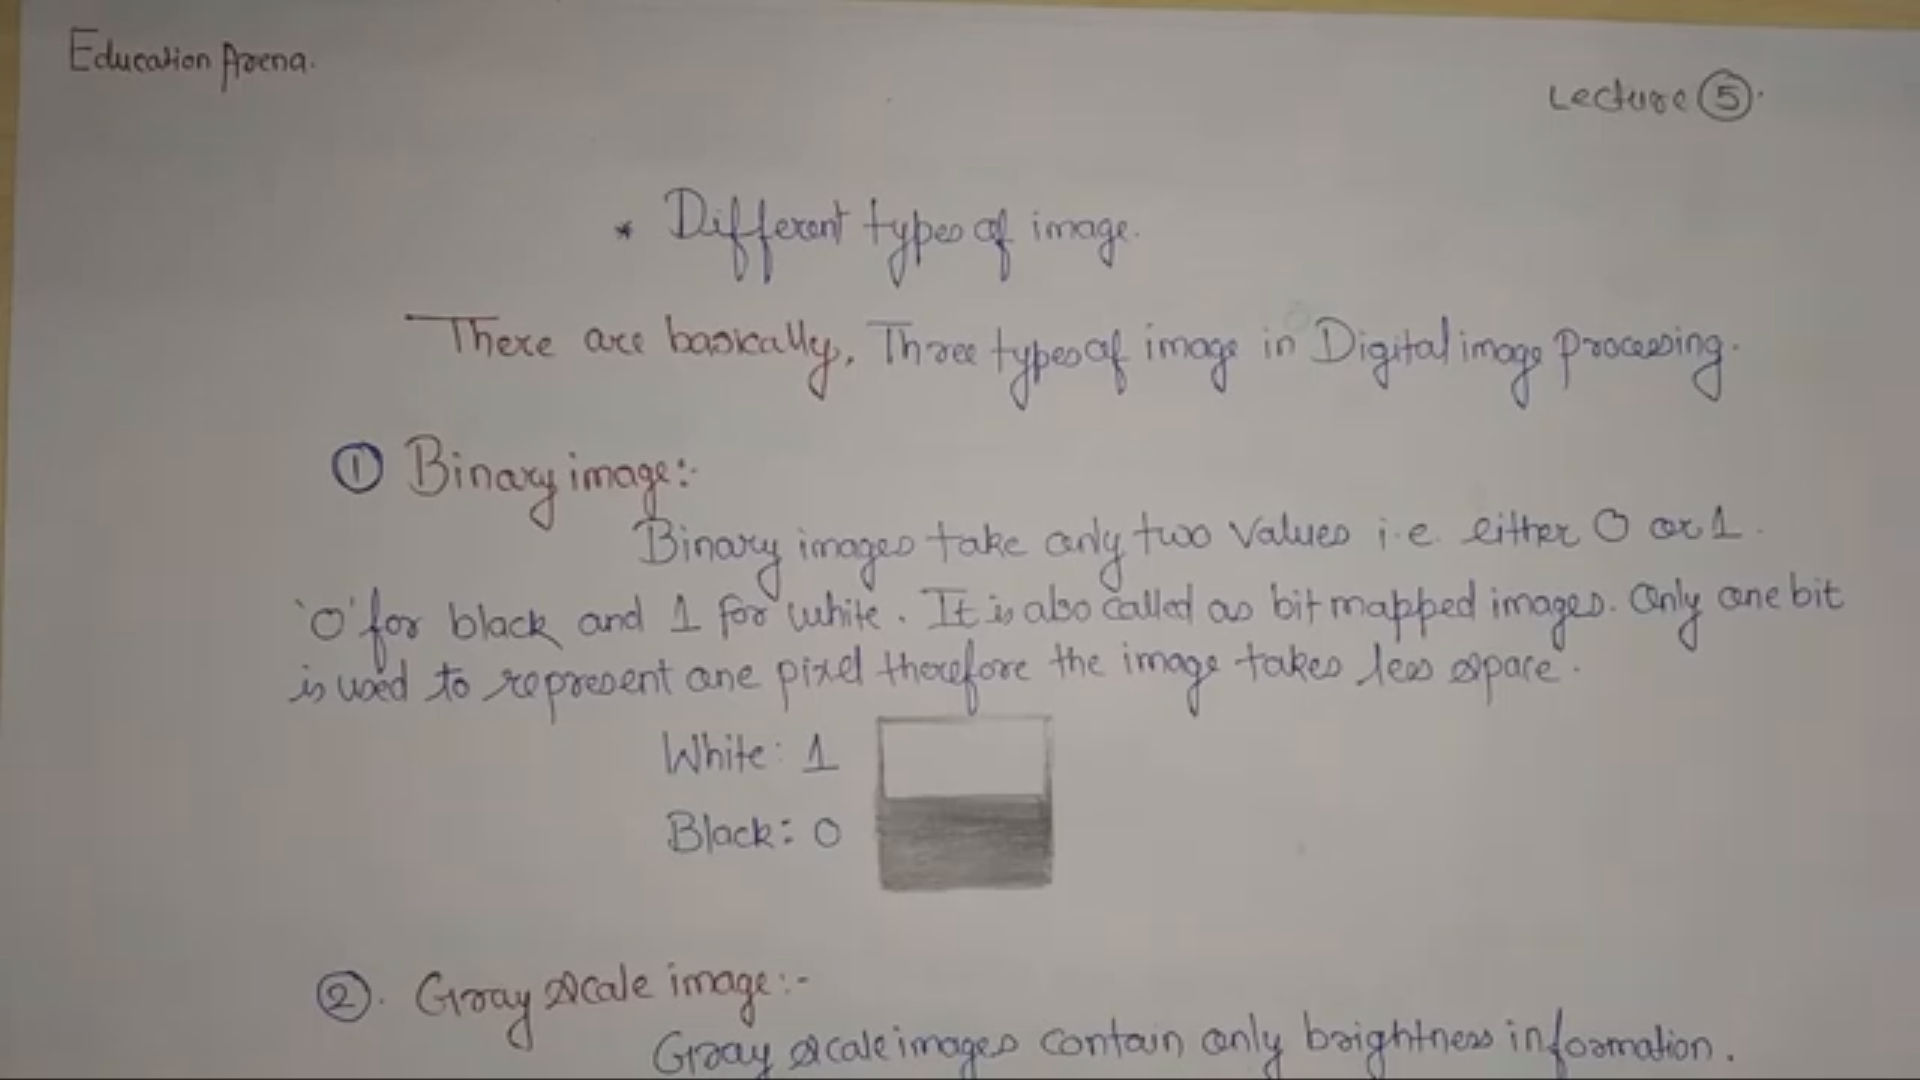 Education Arena.
Lecture 5.
* Different types of image.
There are basically, Three types of image in Digital image processing.
1 Binary image:-
Binary images take only two values i.e. either 0 or 1.
'0' for black and 1 for white. It is also called as bit mapped images. Only one bit
is used to represent one pixel therefore the image takes less space.
White: 1
Black: 0
2. Gray scale image:-
Gray scale images contain only brightness information.